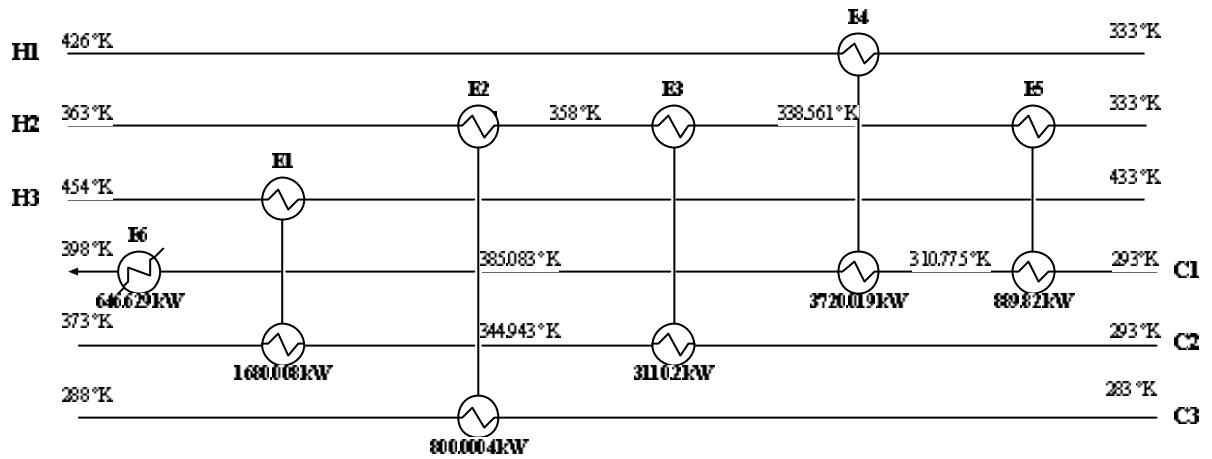 E4
H1 426°K 333°K
E2 E3 E5
H2 363°K 358°K 338.561°K 333°K
E1
H3 454°K 433°K
E6
398°K 385.083°K 310.775°K 293°K C1
646.629kW 3720.019kW 889.82kW
373°K 344.943°K 293°K C2
1680.008kW 3110.2kW
288°K 283°K C3
800.0004kW